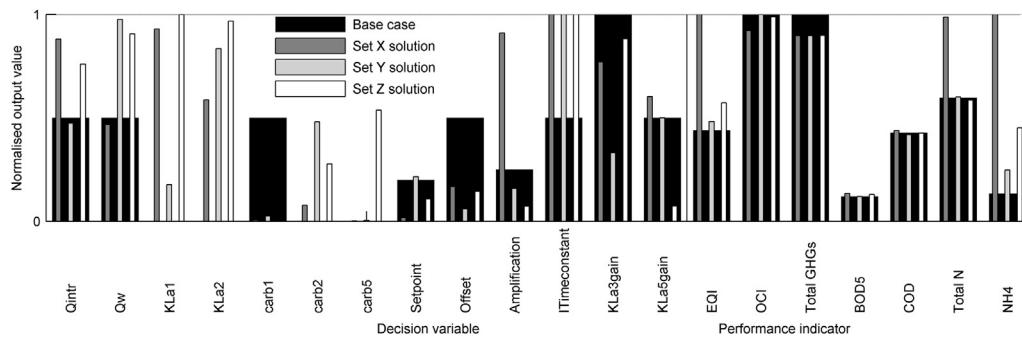 1
Base case
Set X solution
Set Y solution
Set Z solution
Normalised output value
0
Qintr
Qw
KLa1
KLa2
carb1
carb2
carb5
Setpoint
Offset
Amplification
ITimeconstant
KLa3gain
KLa5gain
EQI
OCI
Total GHGs
BOD5
COD
Total N
NH4
Decision variable
Performance indicator